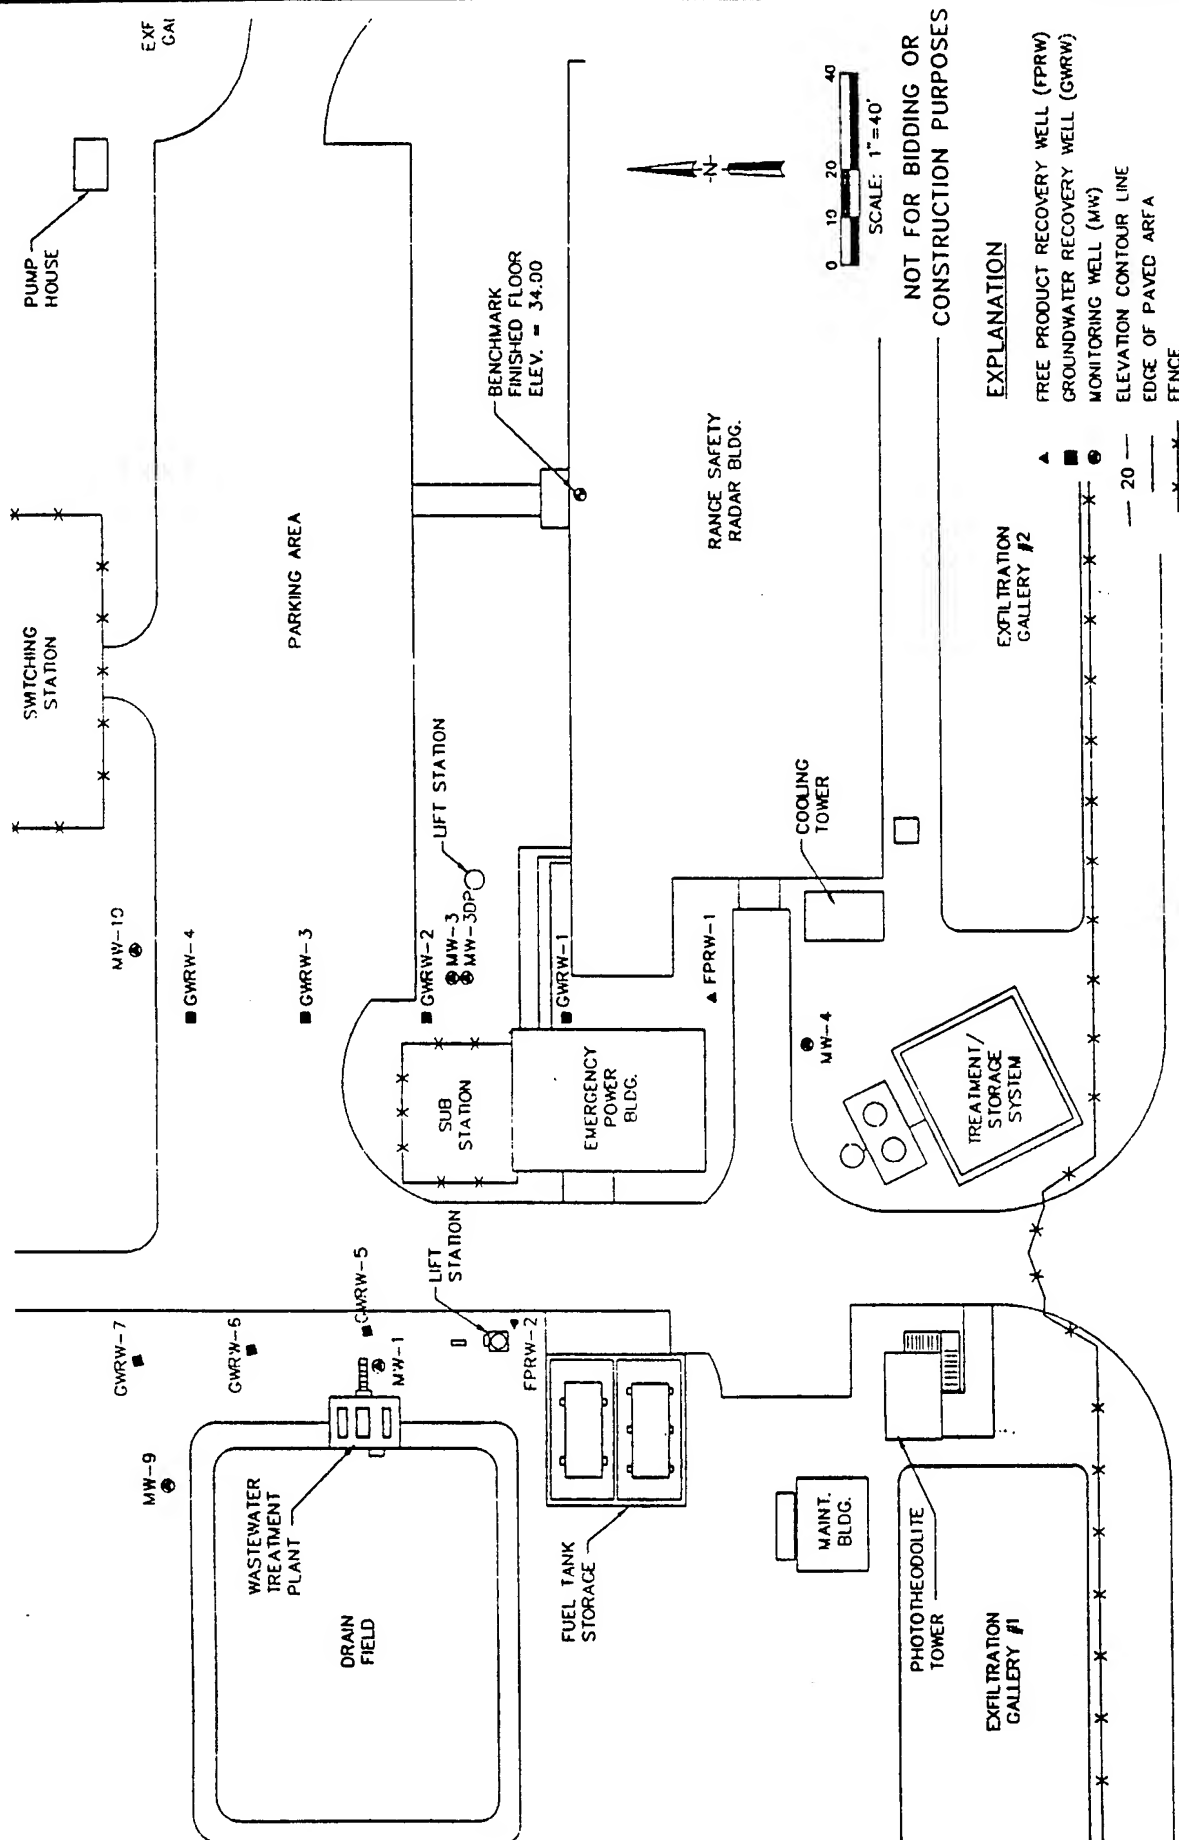 EXF
GAL
PUMP
HOUSE
SWITCHING
STATION
PARKING AREA
MW-10
GWRW-4
GWRW-3
GWRW-2
MW-3
MW-3DP
LIFT STATION
GWRW-1
BENCHMARK
FINISHED FLOOR
ELEV. = 34.00
RANGE SAFETY
RADAR BLDG.
FPRW-1
COOLING
TOWER
MW-4
SUB
STATION
EMERGENCY
POWER
BLDG.
TREATMENT/
STORAGE
SYSTEM
EXFILTRATION
GALLERY #2
GWRW-7
GWRW-6
GWRW-5
MW-1
MW-9
LIFT
STATION
FPRW-2
WASTEWATER
TREATMENT
PLANT
DRAIN
FIELD
FUEL TANK
STORAGE
MAINT.
BLDG.
PHOTOTHEODOLITE
TOWER
EXFILTRATION
GALLERY #1
-N-
0 10 20 40
SCALE: 1"=40'
NOT FOR BIDDING OR
CONSTRUCTION PURPOSES
EXPLANATION
FREE PRODUCT RECOVERY WELL (FPRW)
GROUNDWATER RECOVERY WELL (GWRW)
MONITORING WELL (MW)
20 ELEVATION CONTOUR LINE
EDGE OF PAVED AREA
FENCE